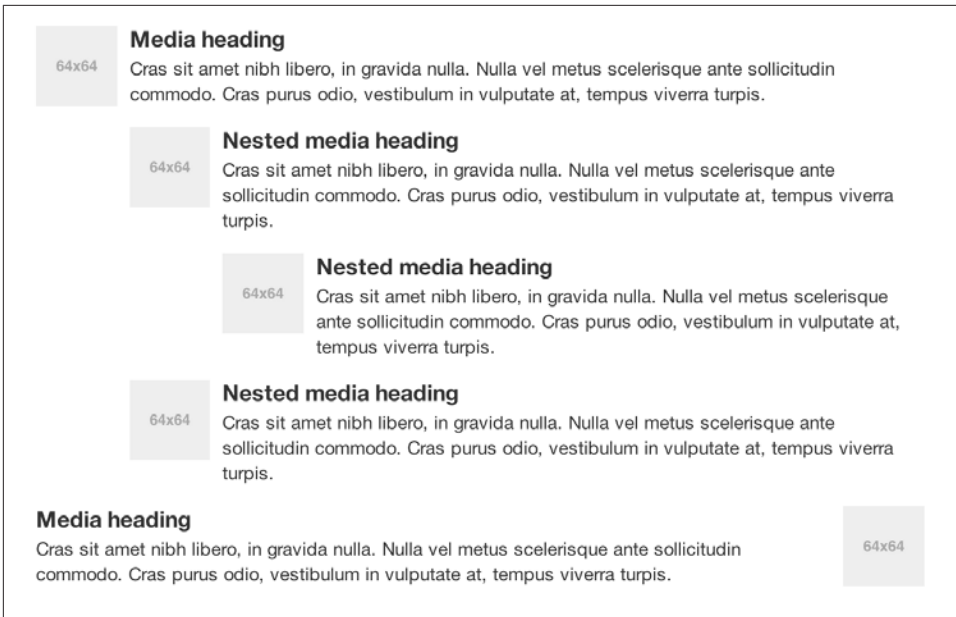 64x64
Media heading
Cras sit amet nibh libero, in gravida nulla. Nulla vel metus scelerisque ante sollicitudin
commodo. Cras purus odio, vestibulum in vulputate at, tempus viverra turpis.
64x64
Nested media heading
Cras sit amet nibh libero, in gravida nulla. Nulla vel metus scelerisque ante
sollicitudin commodo. Cras purus odio, vestibulum in vulputate at, tempus viverra
turpis.
64x64
Nested media heading
Cras sit amet nibh libero, in gravida nulla. Nulla vel metus scelerisque
ante sollicitudin commodo. Cras purus odio, vestibulum in vulputate at,
tempus viverra turpis.
64x64
Nested media heading
Cras sit amet nibh libero, in gravida nulla. Nulla vel metus scelerisque ante
sollicitudin commodo. Cras purus odio, vestibulum in vulputate at, tempus viverra
turpis.
Media heading
Cras sit amet nibh libero, in gravida nulla. Nulla vel metus scelerisque ante sollicitudin
commodo. Cras purus odio, vestibulum in vulputate at, tempus viverra turpis.
64x64